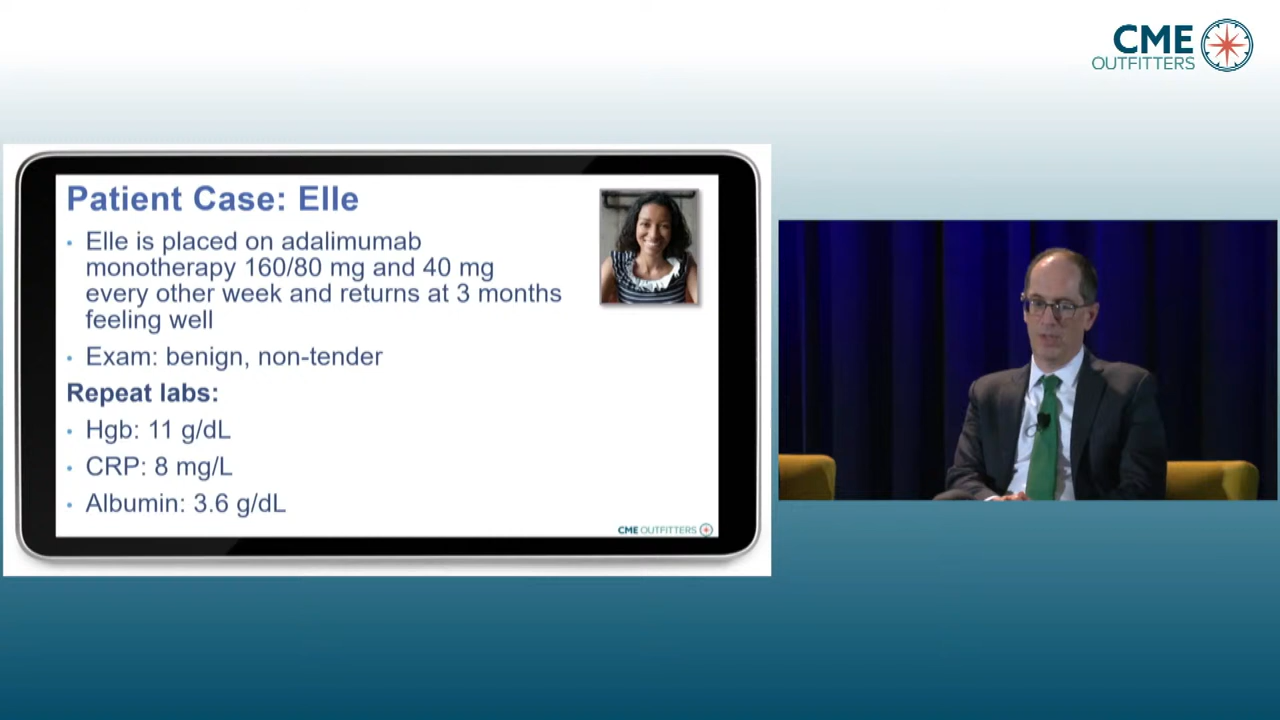 CME
OUTFITTERS
Patient Case: Elle
• Elle is placed on adalimumab
monotherapy 160/80 mg and 40 mg
every other week and returns at 3 months
feeling well
• Exam: benign, non-tender
Repeat labs:
• Hgb: 11 g/dL
• CRP: 8 mg/L
• Albumin: 3.6 g/dL
CME OUTFITTERS